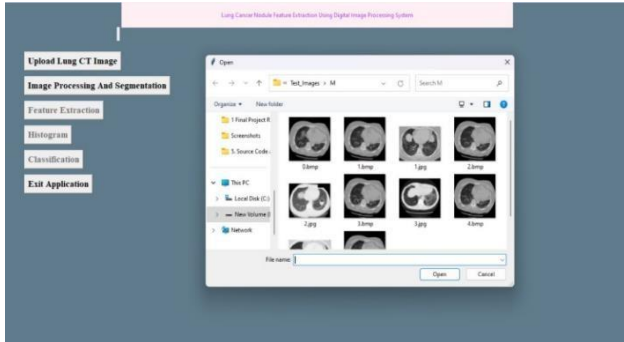 Lung Cancer Nodule Feature Extraction Using Digital Image Processing System
Upload Lung CT Image
Image Processing And Segmentation
Feature Extraction
Histogram
Classification
Exit Application
Open
Test_Images › M
Search M
Organize
New folder
1 Final Project R
Screenshots
5. Source Code
This PC
Local Disk (C:)
New Volume
Network
0.bmp 1.bmp 1.jpg 2.bmp
2.jpg 3.bmp 3.jpg 4.bmp
File name:
Open Cancel